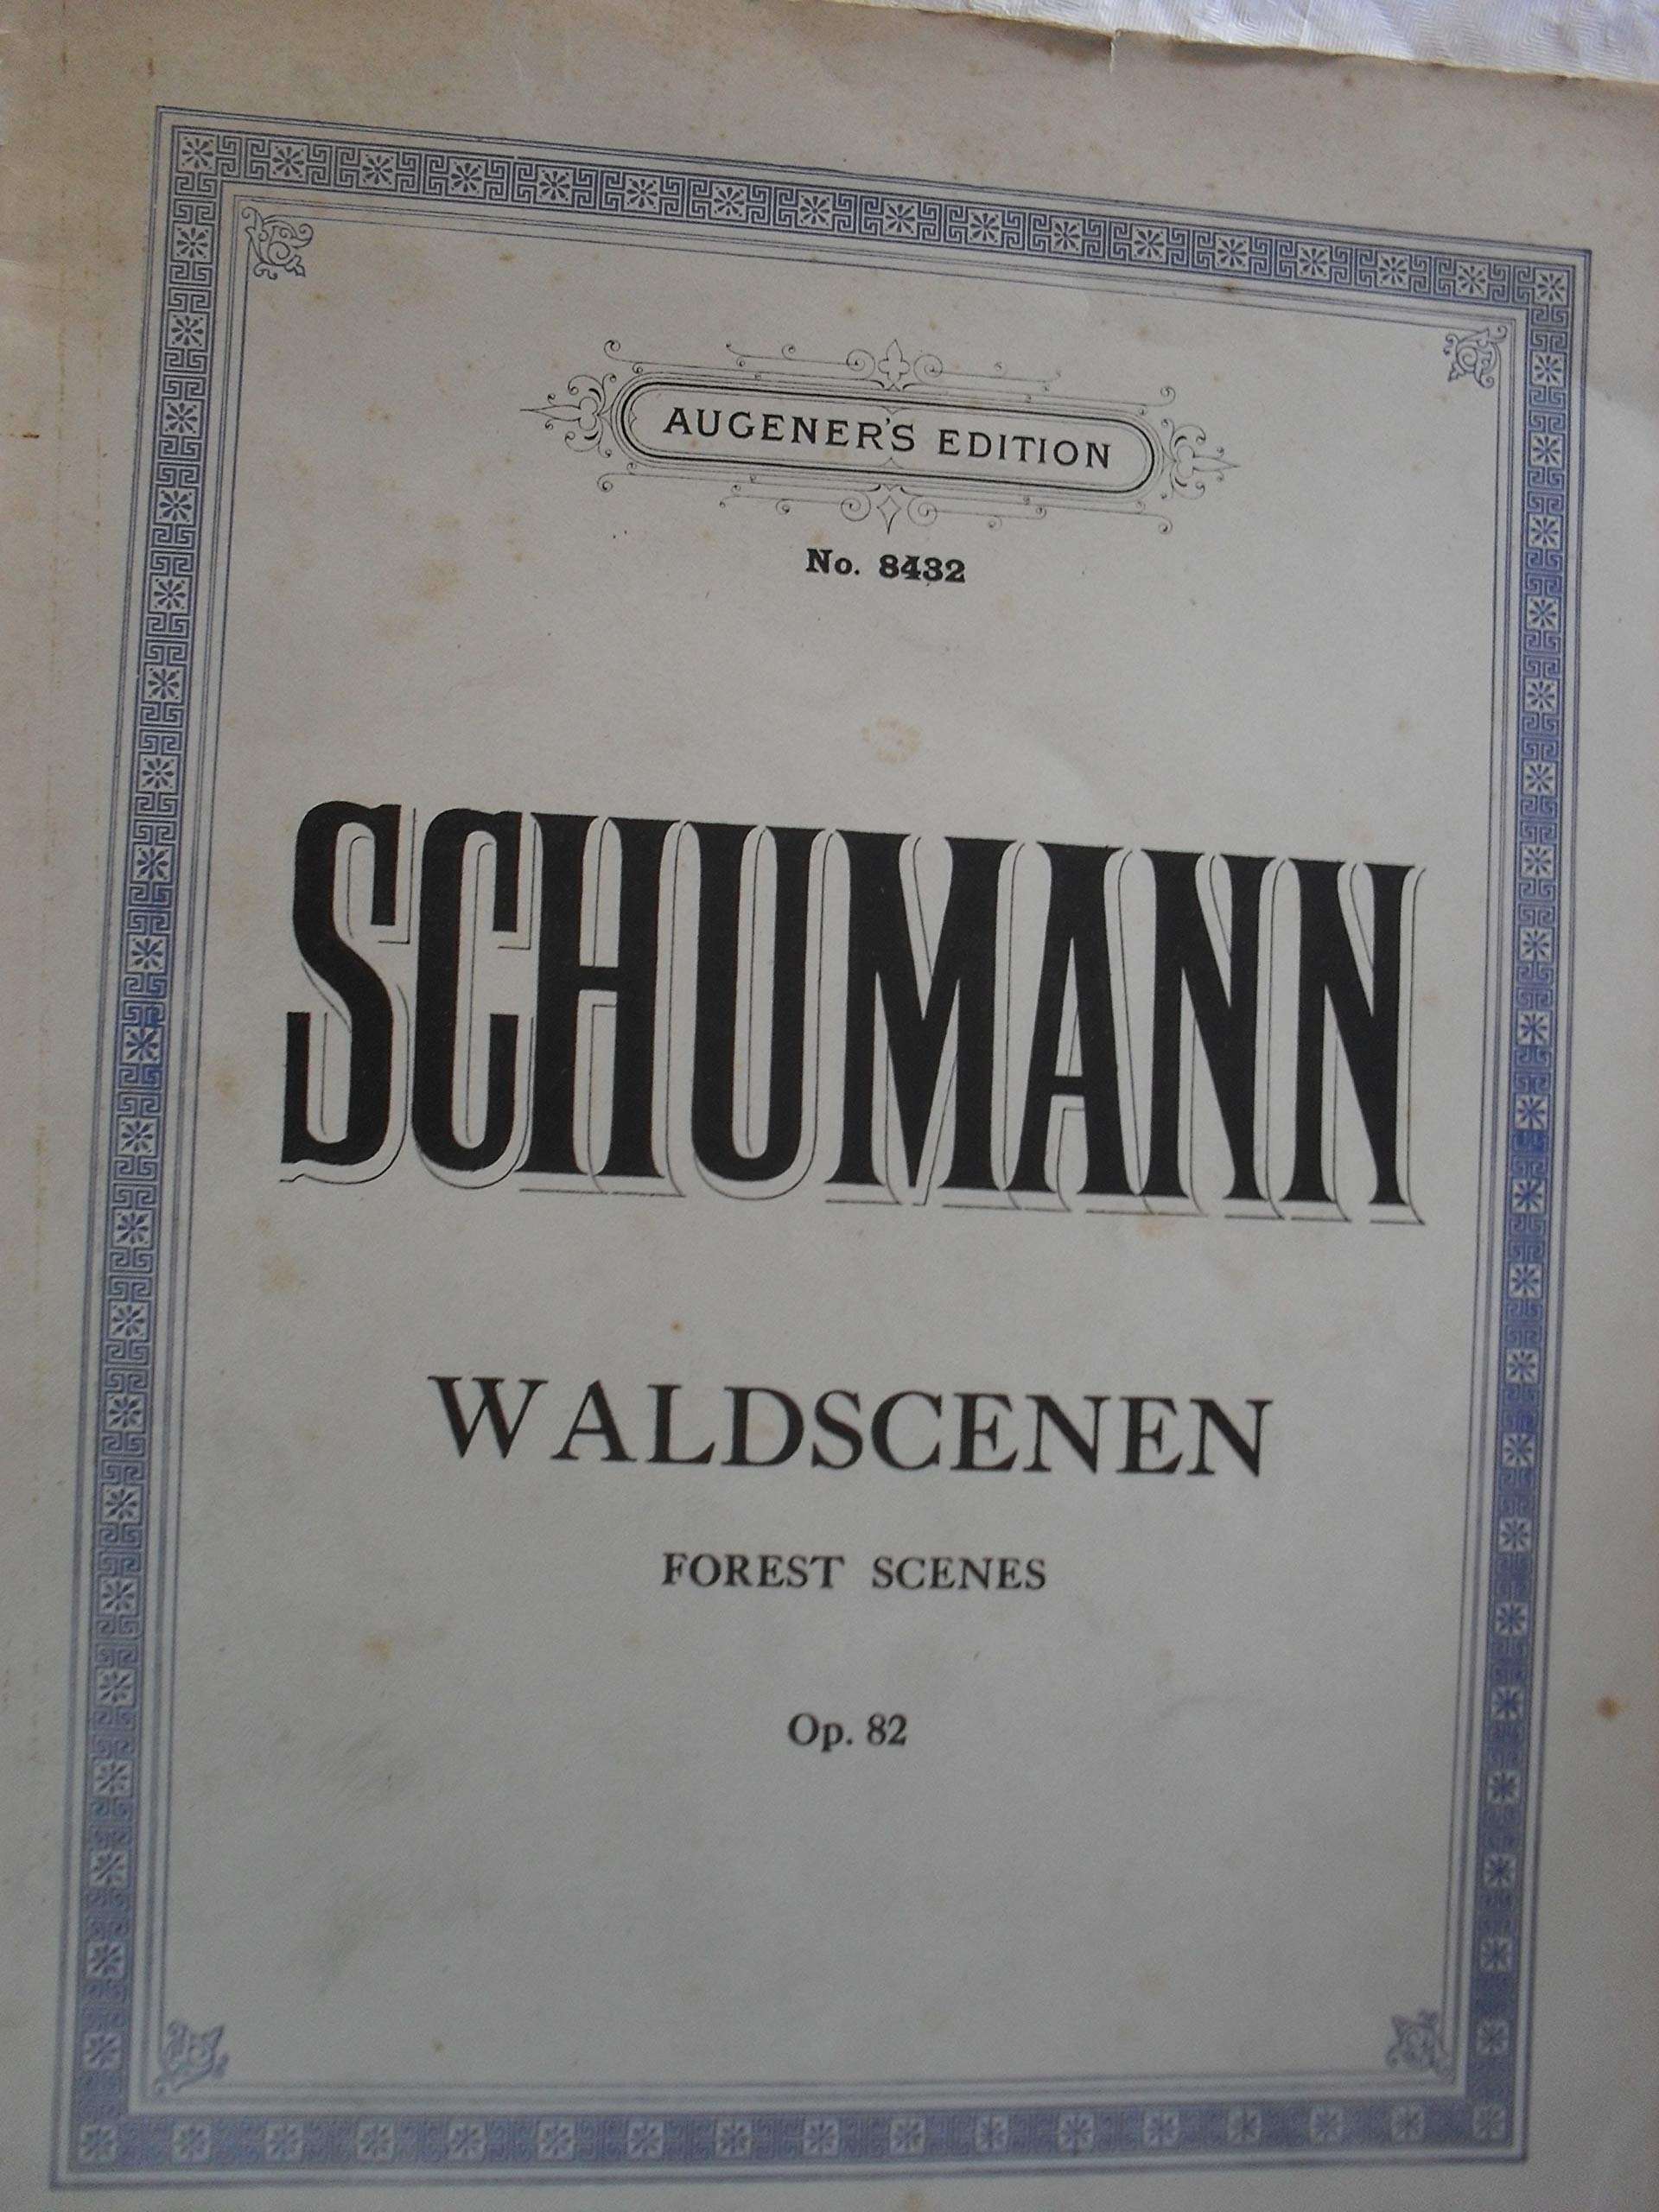 AUGENER'S EDITION
No. 8432
SCHUMANN
WALDSCENEN
FOREST SCENES
Op. 82